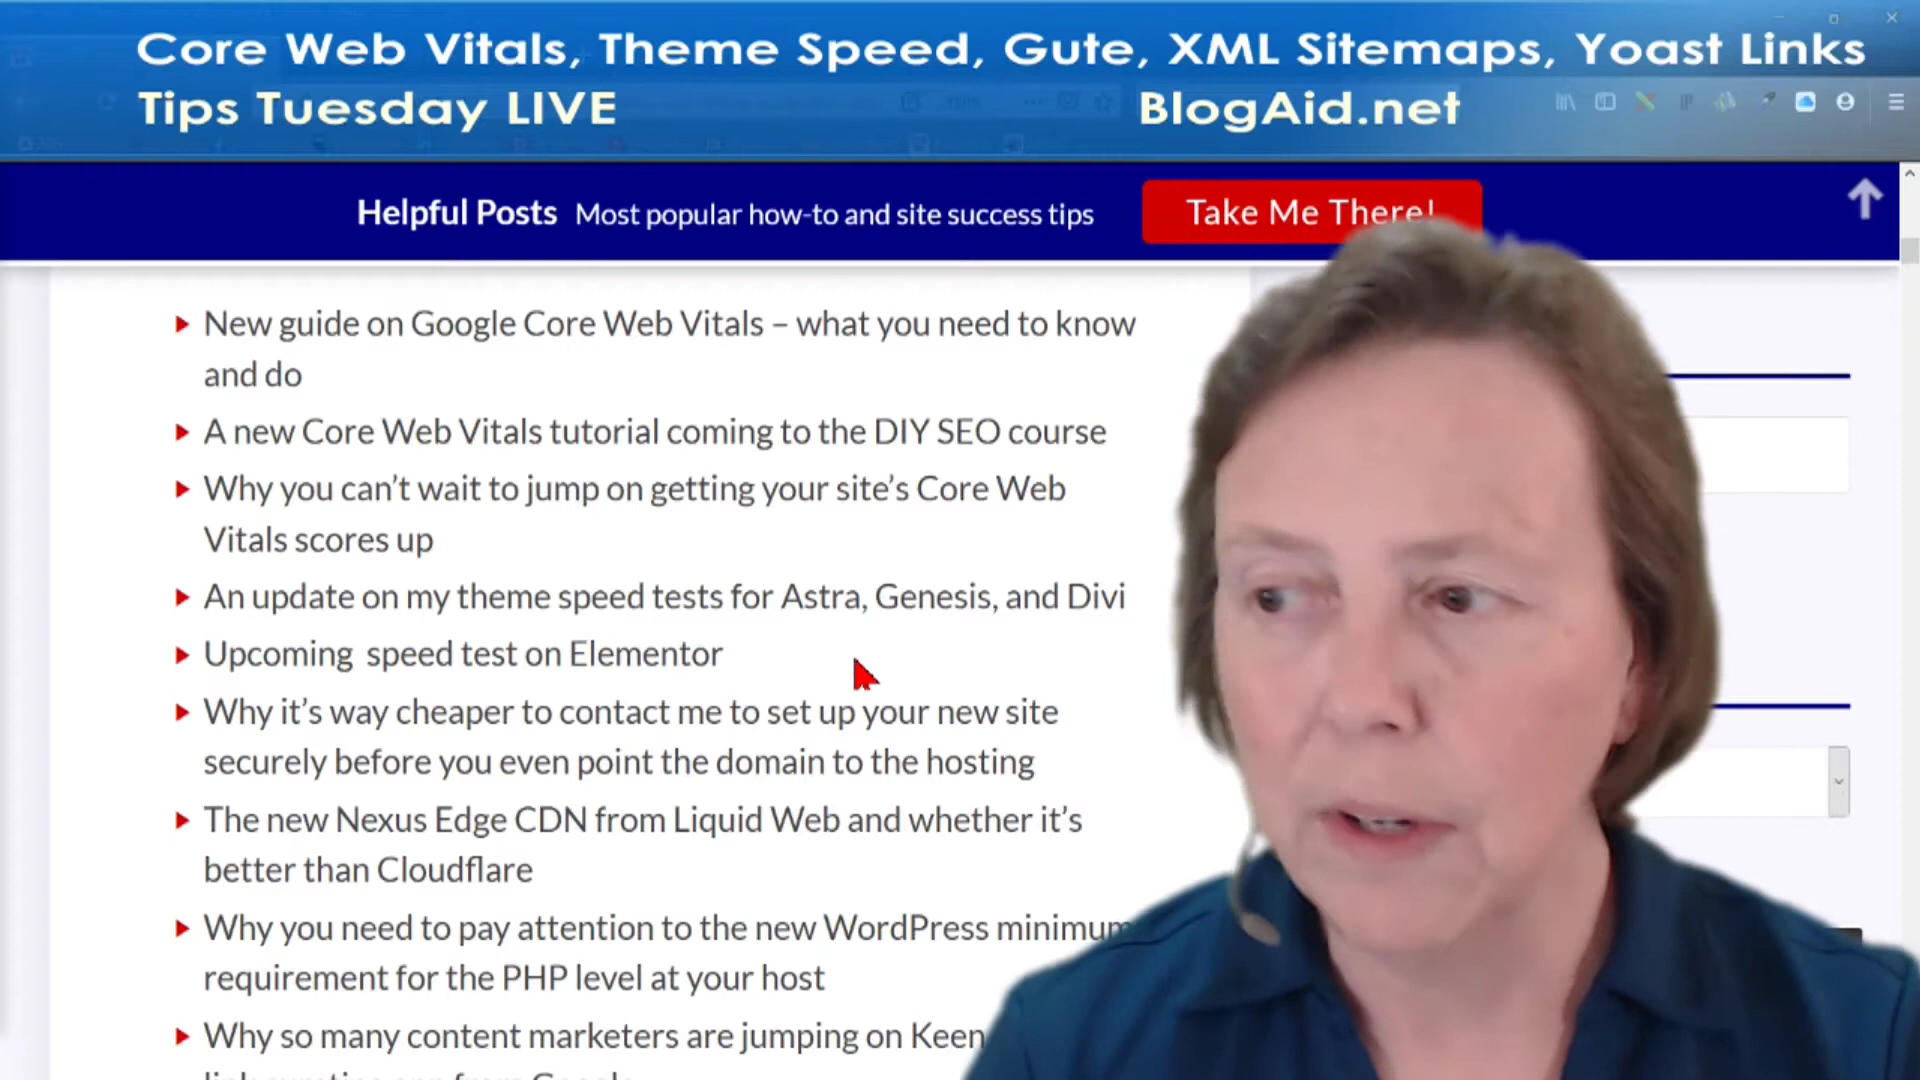 Core Web Vitals, Theme Speed, Gute, XML Sitemaps, Yoast Links
Tips Tuesday LIVE BlogAid.net
Helpful Posts Most popular how-to and site success tips Take Me There!
New guide on Google Core Web Vitals – what you need to know
and do
A new Core Web Vitals tutorial coming to the DIY SEO course
Why you can’t wait to jump on getting your site’s Core Web
Vitals scores up
An update on my theme speed tests for Astra, Genesis, and Divi
Upcoming speed test on Elementor
Why it’s way cheaper to contact me to set up your new site
securely before you even point the domain to the hosting
The new Nexus Edge CDN from Liquid Web and whether it’s
better than Cloudflare
Why you need to pay attention to the new WordPress minimum
requirement for the PHP level at your host
Why so many content marketers are jumping on Keen